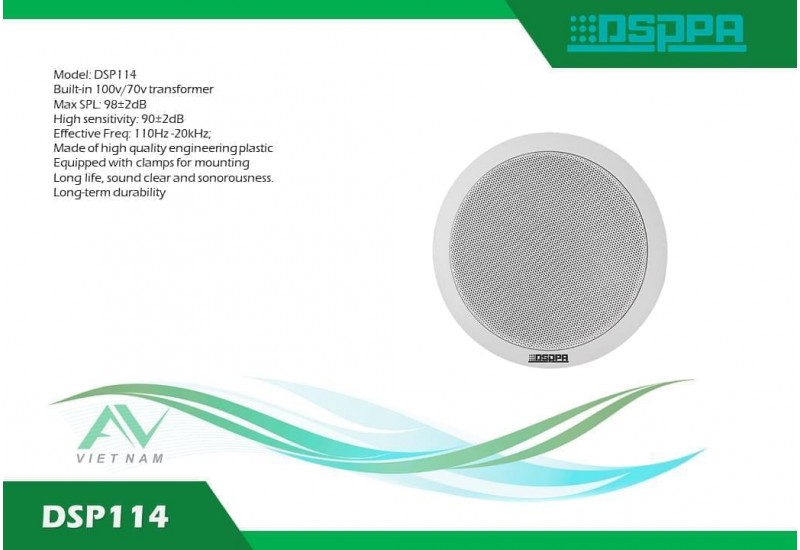 DSPPA
Model: DSP114
Built-in 100v/70v transformer
Max SPL: 98±2dB
High sensitivity: 90±2dB
Effective Freq: 110Hz -20kHz;
Made of high quality engineering plastic
Equipped with clamps for mounting
Long life, sound clear and sonorousness.
Long-term durability
DSPPA
AV
VIETNAM
DSP114